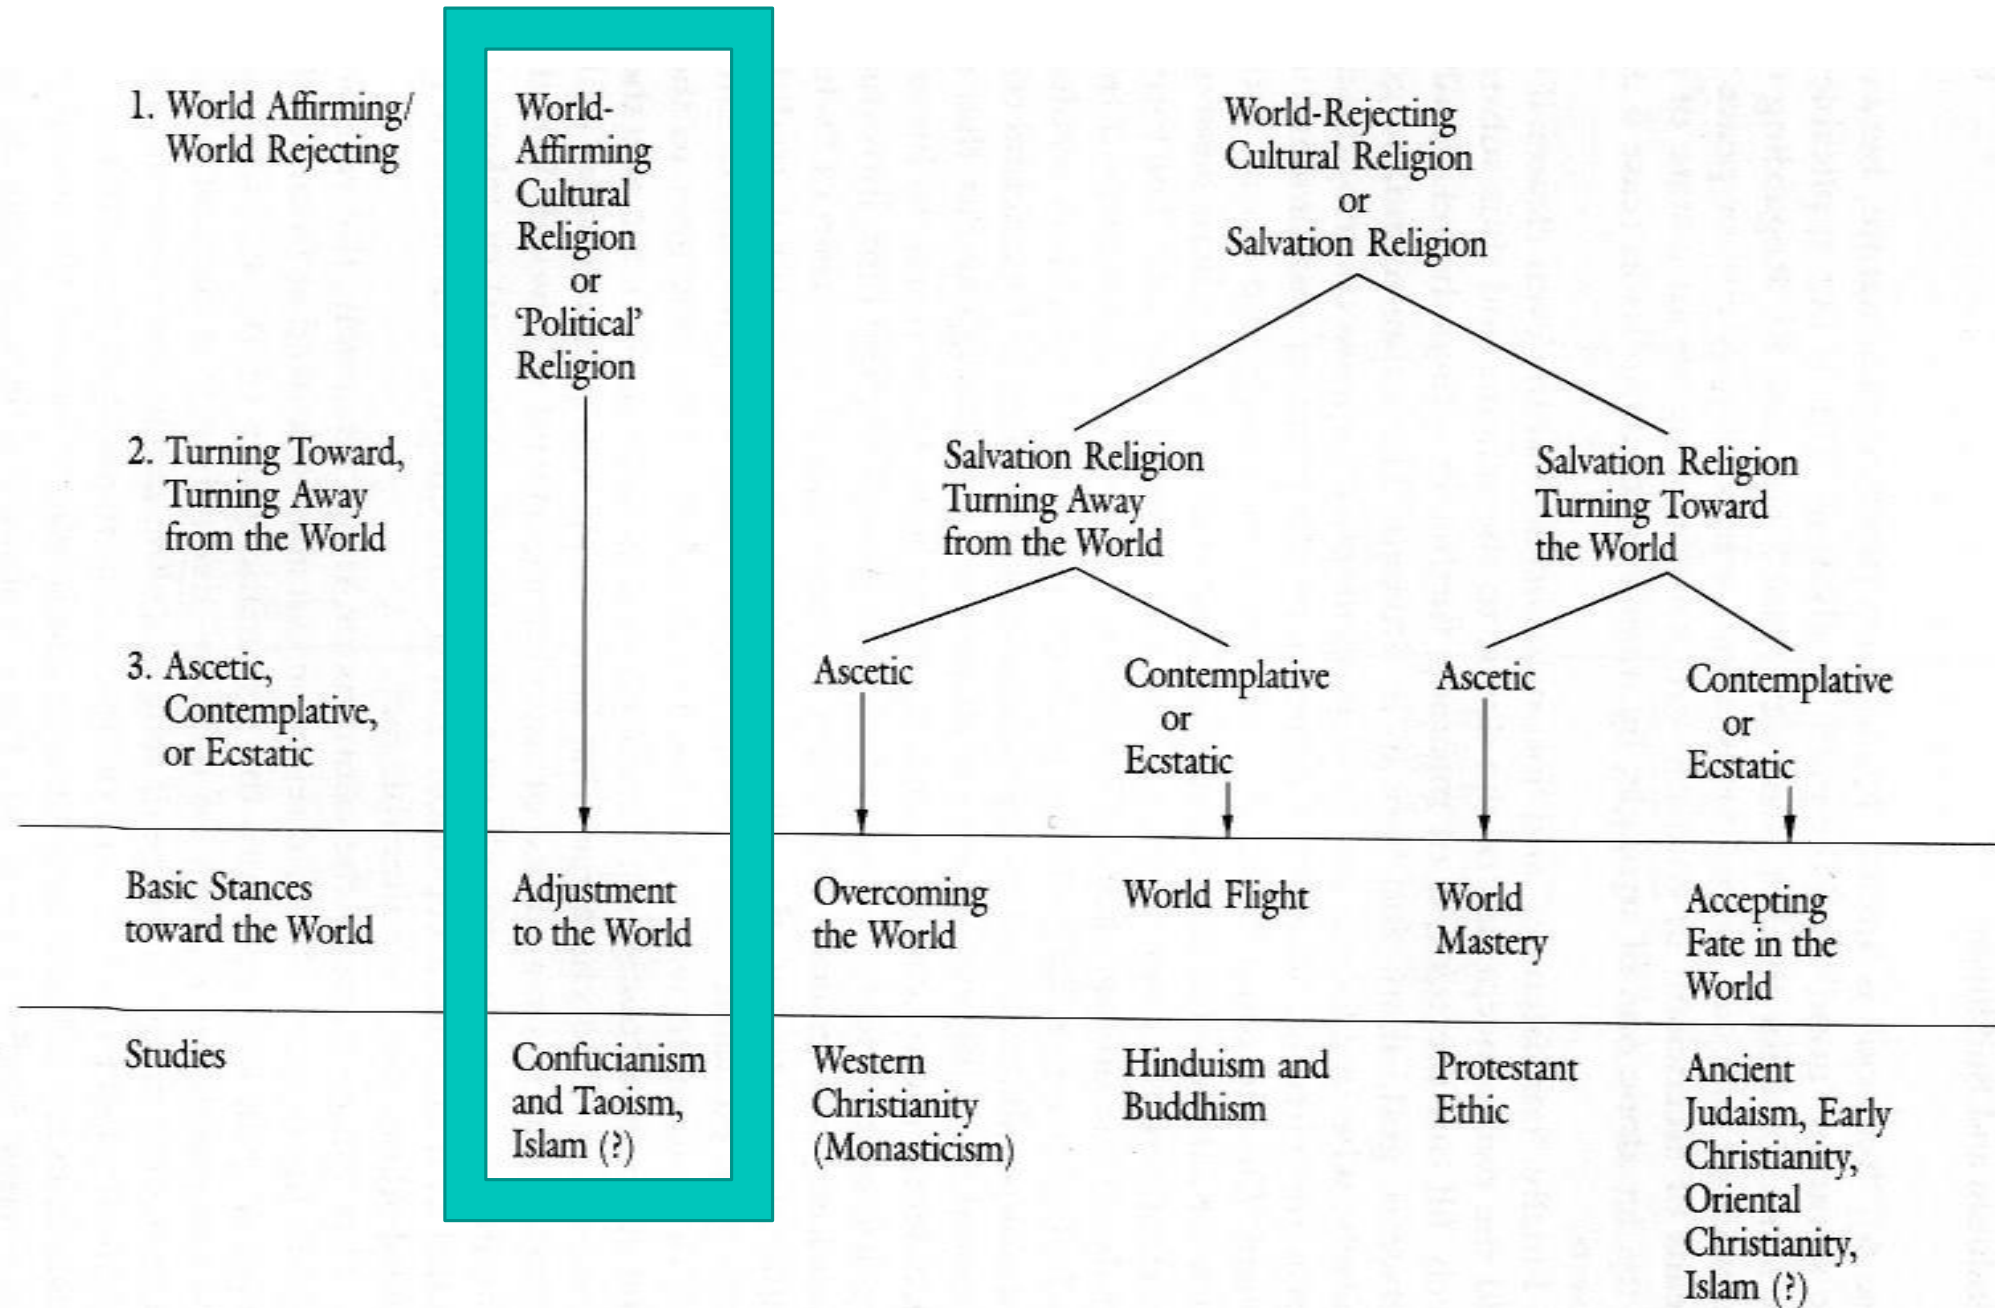 1. World Affirming/
World Rejecting
World-
Affirming
Cultural
Religion
or
'Political'
Religion
World-Rejecting
Cultural Religion
or
Salvation Religion
2. Turning Toward,
Turning Away
from the World
Salvation Religion
Turning Away
from the World
Salvation Religion
Turning Toward
the World
3. Ascetic,
Contemplative,
or Ecstatic
Ascetic
Contemplative
or
Ecstatic
Ascetic
Contemplative
or
Ecstatic
Basic Stances
toward the World
Adjustment
to the World
Overcoming
the World
World Flight
World
Mastery
Accepting
Fate in the
World
Studies
Confucianism
and Taoism,
Islam (?)
Western
Christianity
(Monasticism)
Hinduism and
Buddhism
Protestant
Ethic
Ancient
Judaism, Early
Christianity,
Oriental
Christianity,
Islam (?)